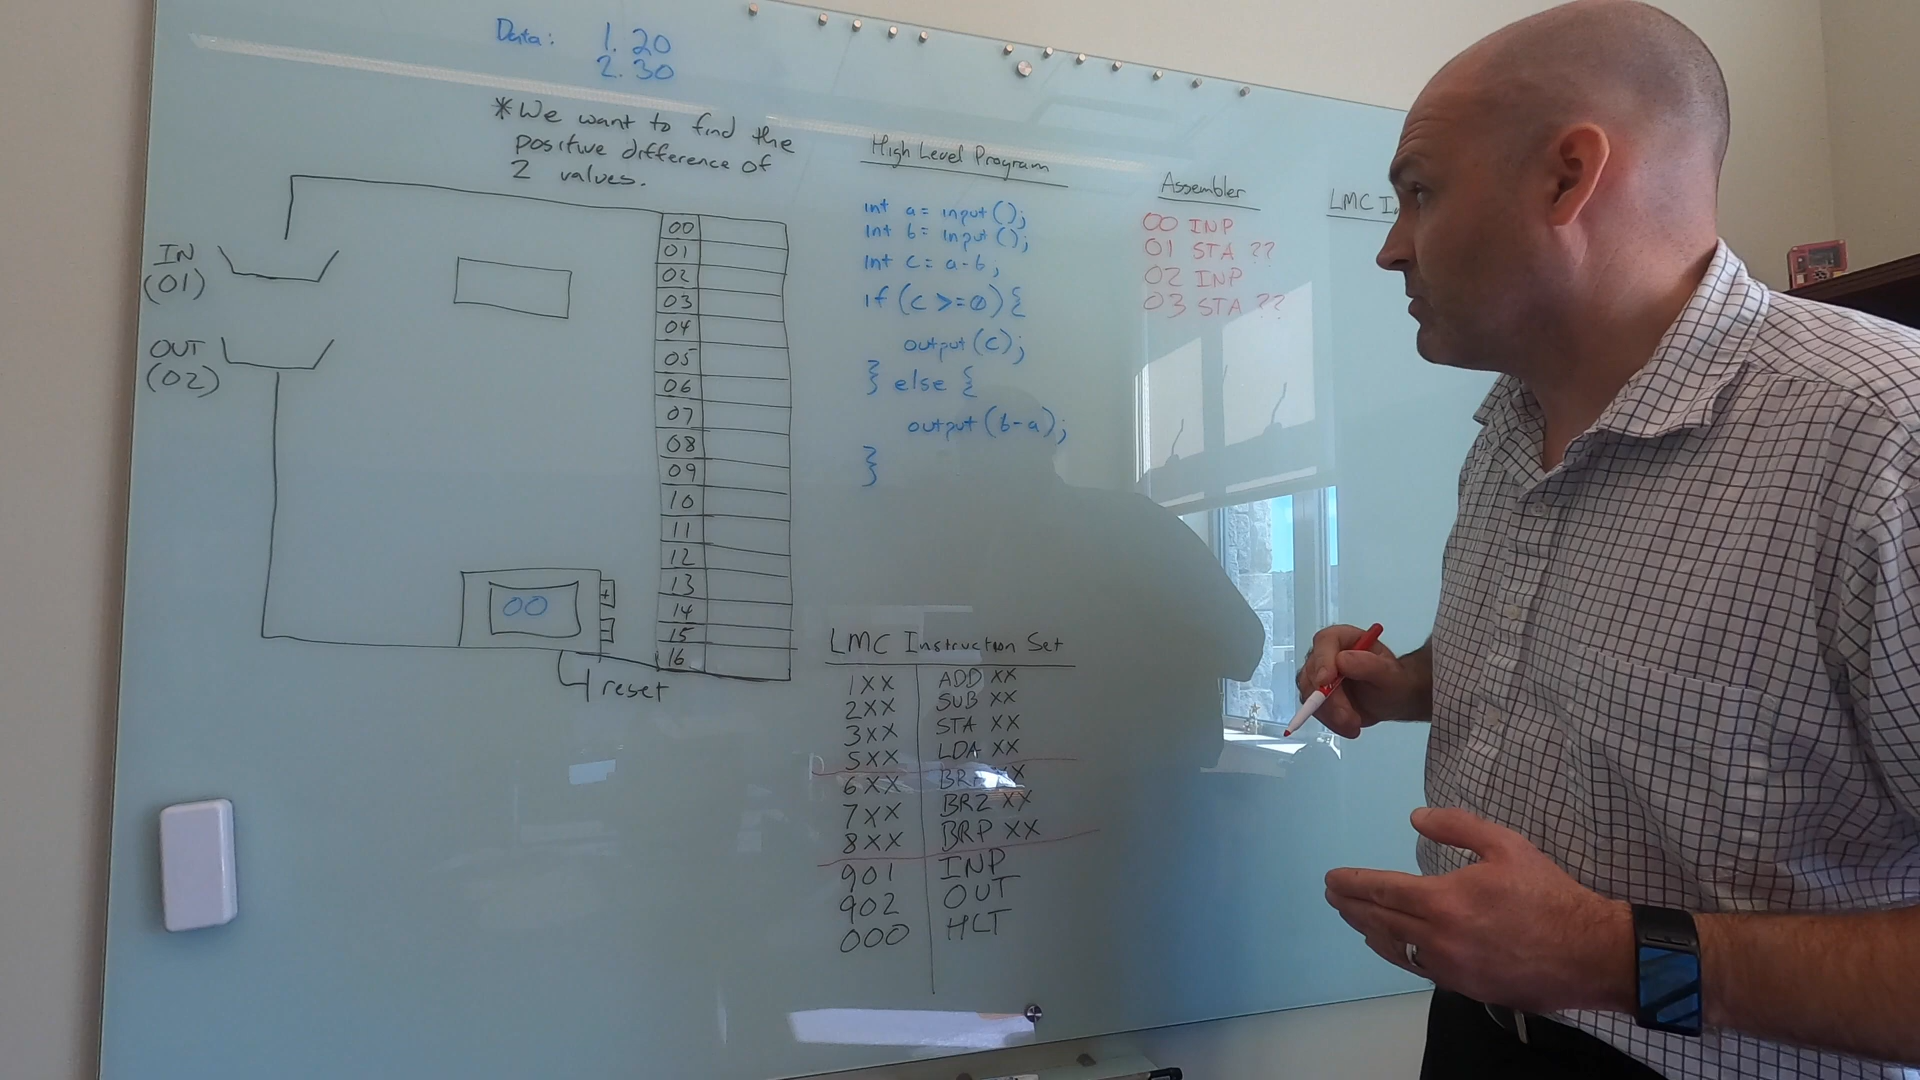 Data: 1. 20
2. 30
*We want to find the
positive difference of
2 values.
IN
(01)
OUT
(02)
00
01
02
03
04
05
06
07
08
09
10
11
12
13
14
15
16
00
+
-
reset
High Level Program
int a = input();
int b = input();
int c = a-b;
if (c >= 0) {
output(c);
} else {
output(b-a);
}
Assembler
00 INP
01 STA ??
02 INP
03 STA ??
LMC
LMC Instruction Set
1XX ADD XX
2XX SUB XX
3XX STA XX
5XX LDA XX
6XX XX
7XX BRZ XX
8XX BRP XX
901 INP
902 OUT
000 HLT